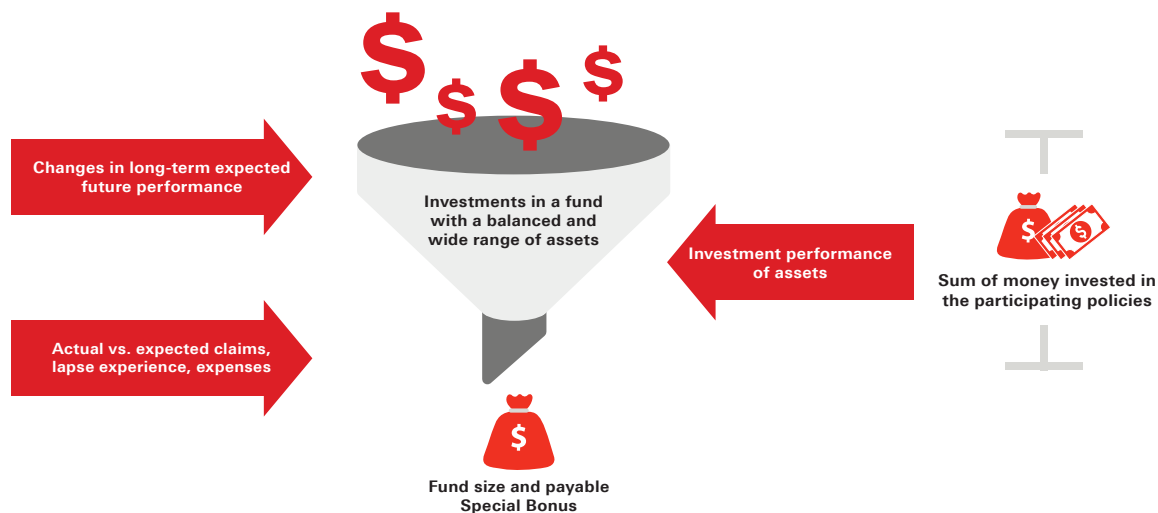 $ $ $ $
Changes in long-term expected
future performance
Investments in a fund
with a balanced and
wide range of assets
Investment performance
of assets
$ $
Sum of money invested in
the participating policies
Actual vs. expected claims,
lapse experience, expenses
$
Fund size and payable
Special Bonus